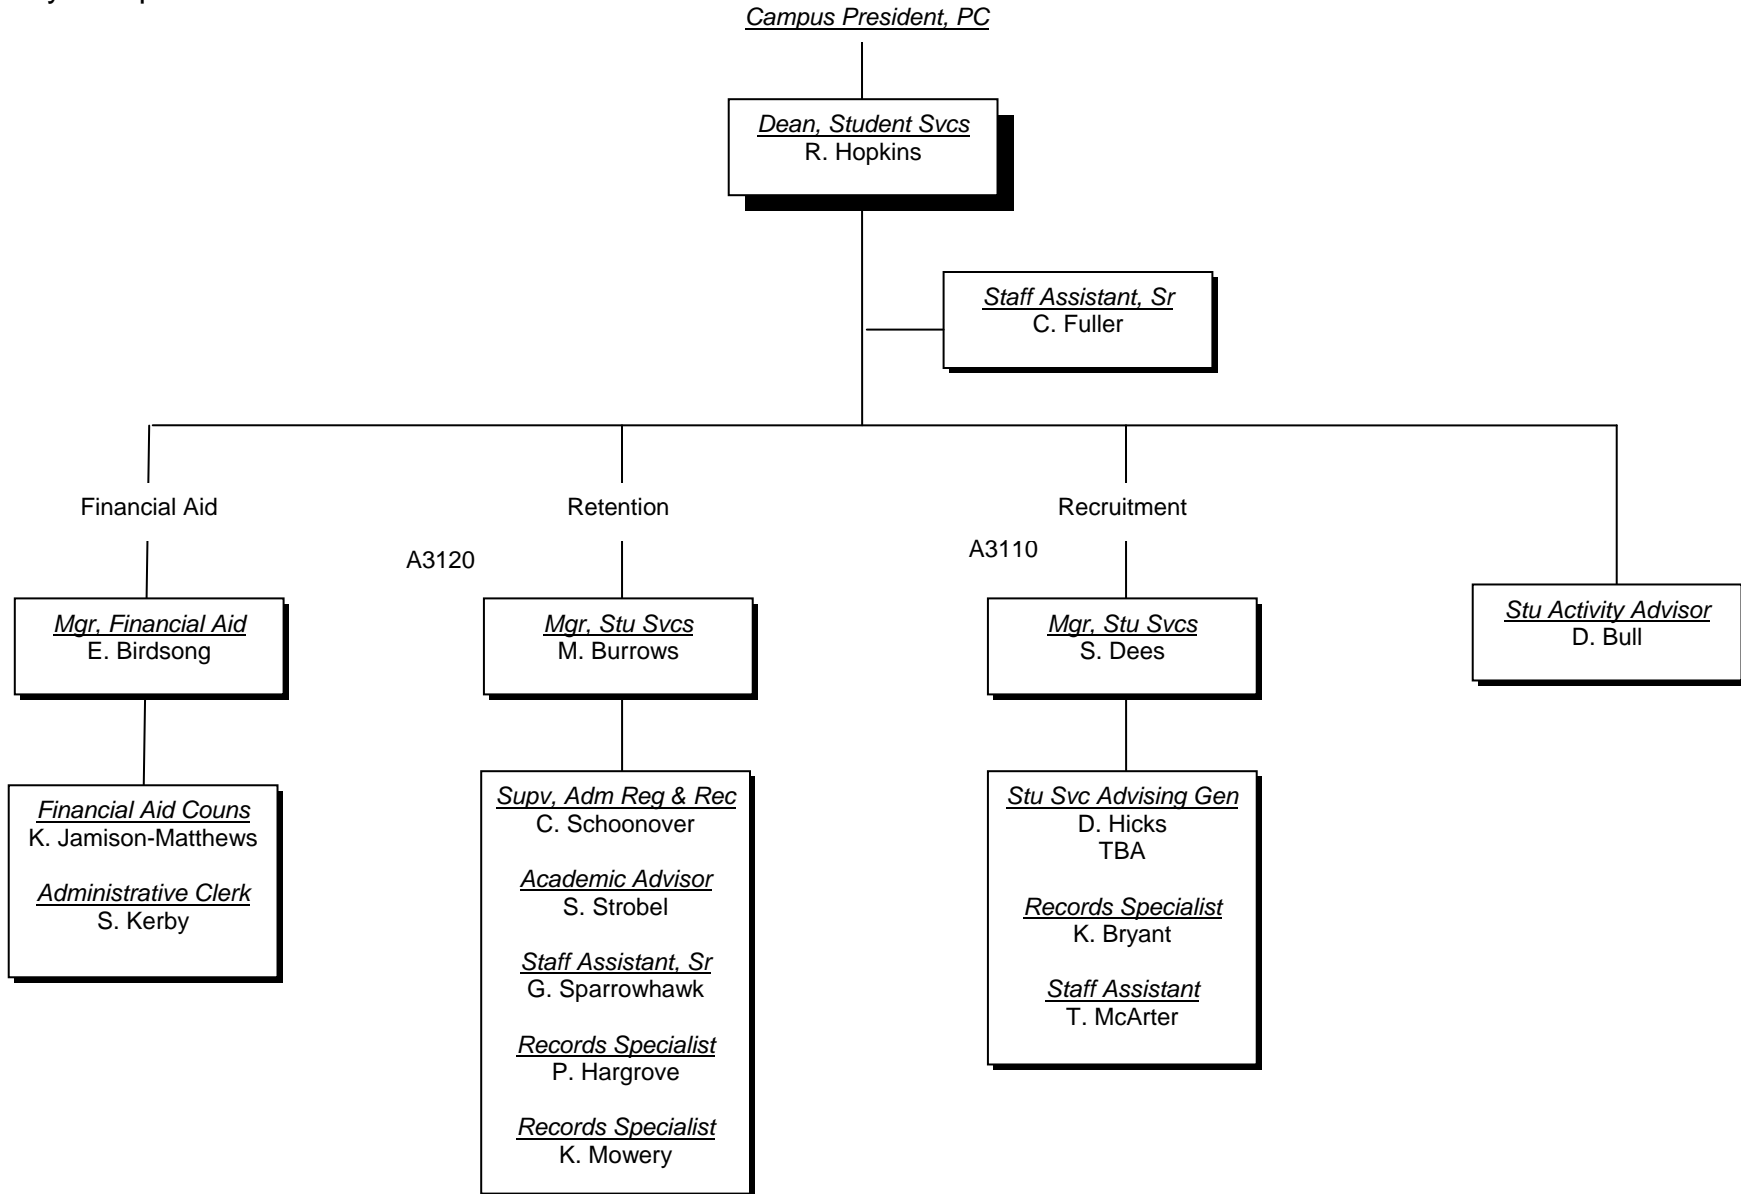 Campus President, PC
Dean, Student Svcs
R. Hopkins
Staff Assistant, Sr
C. Fuller
Financial Aid
Mgr, Financial Aid
E. Birdsong
Financial Aid Couns
K. Jamison-Matthews
Administrative Clerk
S. Kerby
Retention
A3120
Mgr, Stu Svcs
M. Burrows
Supv, Adm Reg & Rec
C. Schoonover
Academic Advisor
S. Strobel
Staff Assistant, Sr
G. Sparrowhawk
Records Specialist
P. Hargrove
Records Specialist
K. Mowery
Recruitment
A3110
Mgr, Stu Svcs
S. Dees
Stu Svc Advising Gen
D. Hicks
TBA
Records Specialist
K. Bryant
Staff Assistant
T. McArter
Stu Activity Advisor
D. Bull